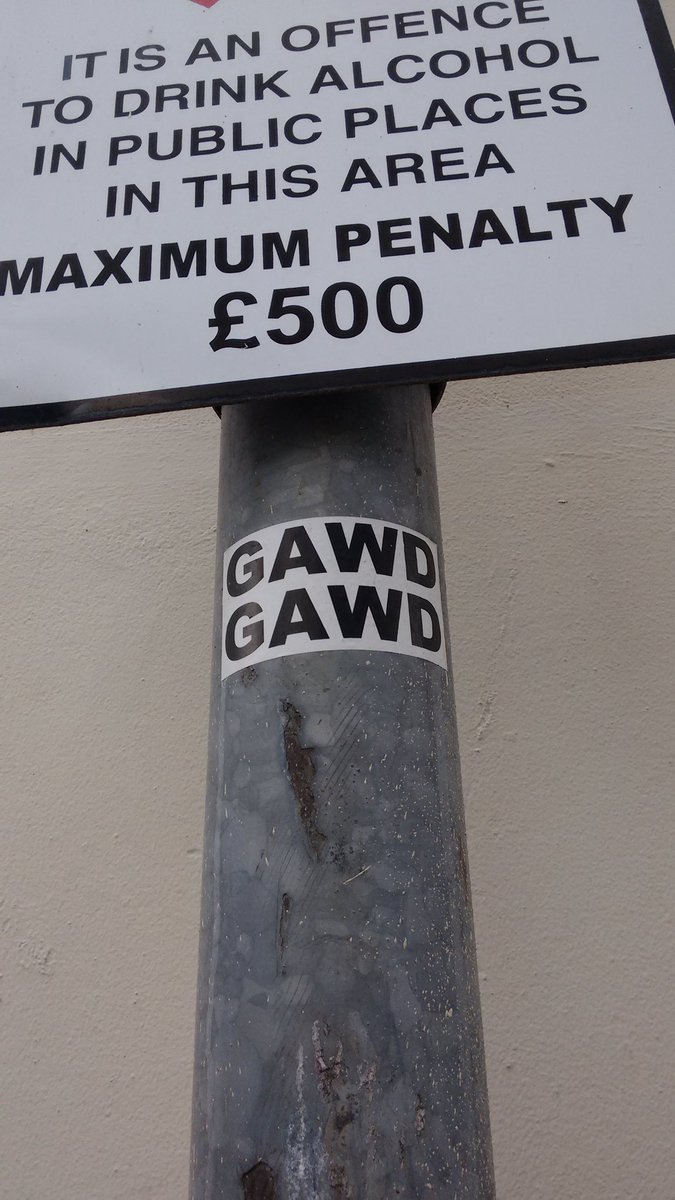 IT IS AN OFFENCE
TO DRINK ALCOHOL
IN PUBLIC PLACES
IN THIS AREA
MAXIMUM PENALTY
£500
GAWD
GAWD